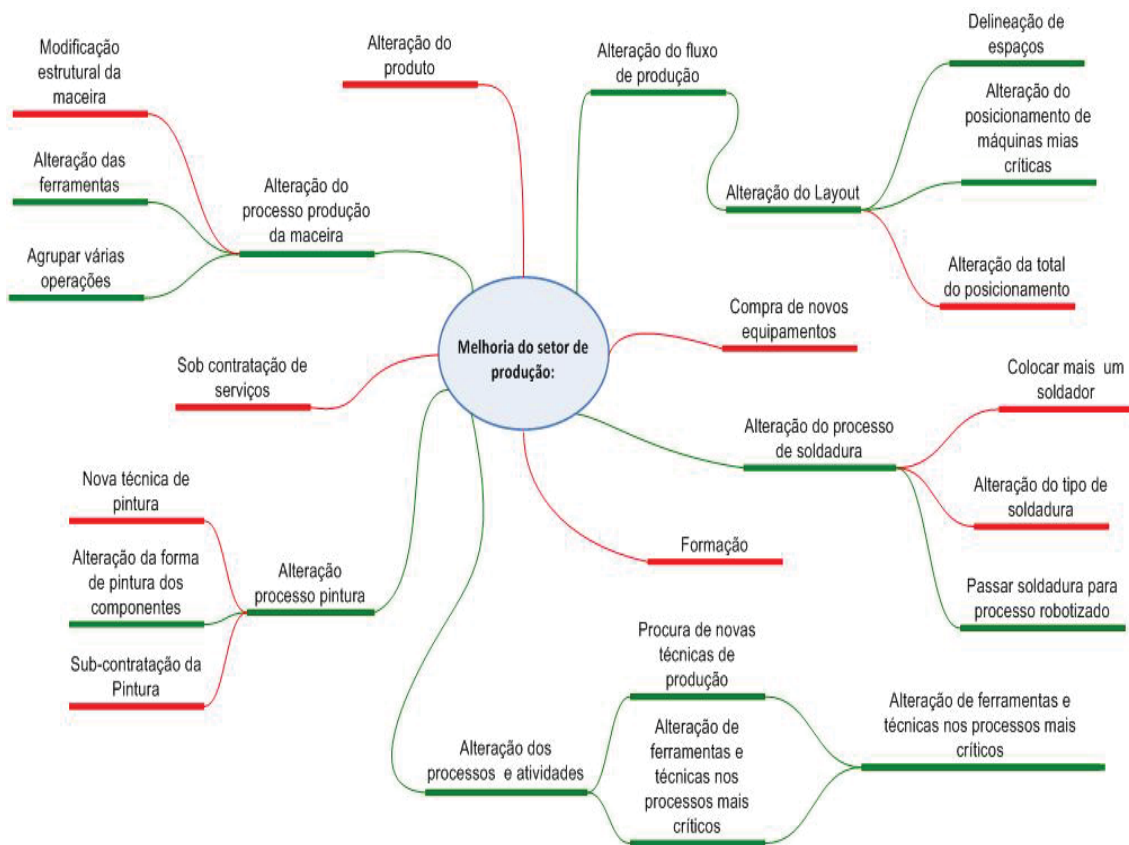 Modificação
estrutural da
maceira
Alteração das
ferramentas
Agrupar várias
operações
Alteração do
processo produção
da maceira
Alteração do
produto
Alteração do fluxo
de produção
Alteração do Layout
Delineação de
espaços
Alteração do
posicionamento de
máquinas mias
críticas
Alteração da total
do posicionamento
Melhoria do setor de
produção:
Compra de novos
equipamentos
Sob contratação de
serviços
Alteração do processo
de soldadura
Colocar mais um
soldador
Alteração do tipo de
soldadura
Passar soldadura para
processo robotizado
Formação
Nova técnica de
pintura
Alteração da forma
de pintura dos
componentes
Sub-contratação da
Pintura
Alteração
processo pintura
Alteração dos
processos e atividades
Procura de novas
técnicas de
produção
Alteração de
ferramentas e
técnicas nos
processos mais
críticos
Alteração de ferramentas e
técnicas nos processos mais
críticos